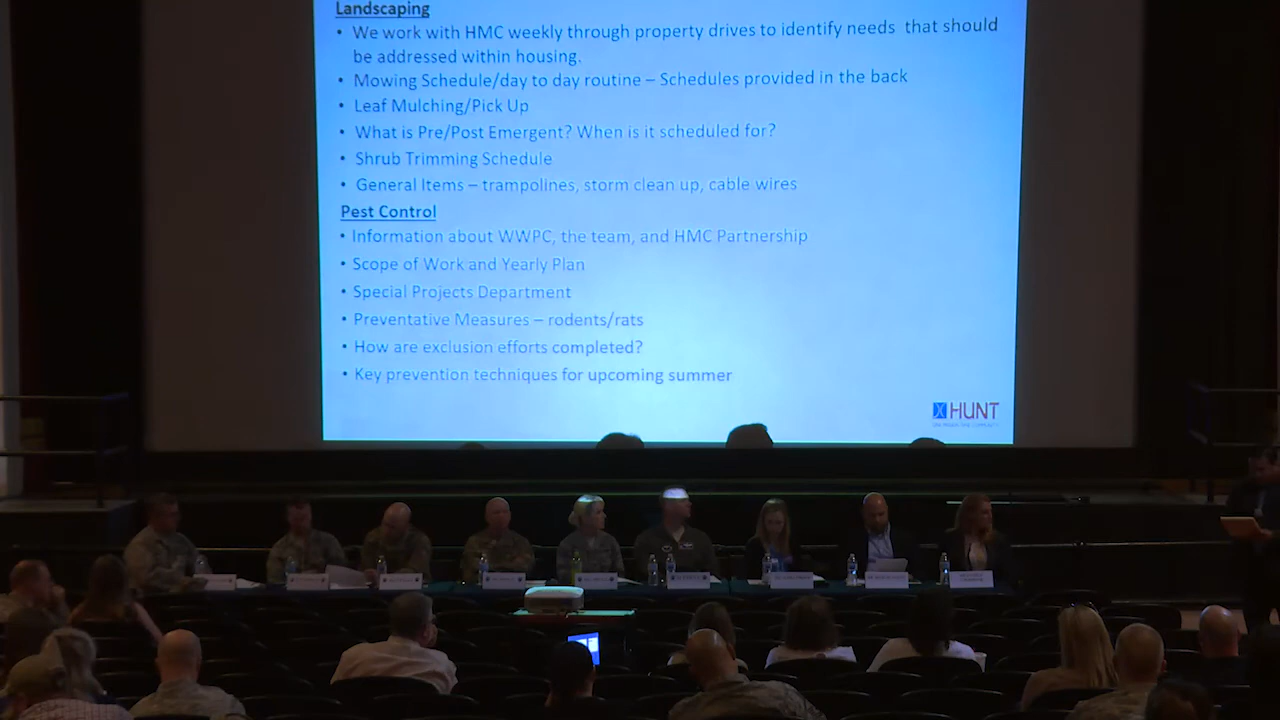 Landscaping
• We work with HMC weekly through property drives to identify needs that should
be addressed within housing.
• Mowing Schedule/day to day routine – Schedules provided in the back
• Leaf Mulching/Pick Up
• What is Pre/Post Emergent? When is it scheduled for?
• Shrub Trimming Schedule
• General Items – trampolines, storm clean up, cable wires
Pest Control
• Information about WWPC, the team, and HMC Partnership
• Scope of Work and Yearly Plan
• Special Projects Department
• Preventative Measures – rodents/rats
• How are exclusion efforts completed?
• Key prevention techniques for upcoming summer
HUNT